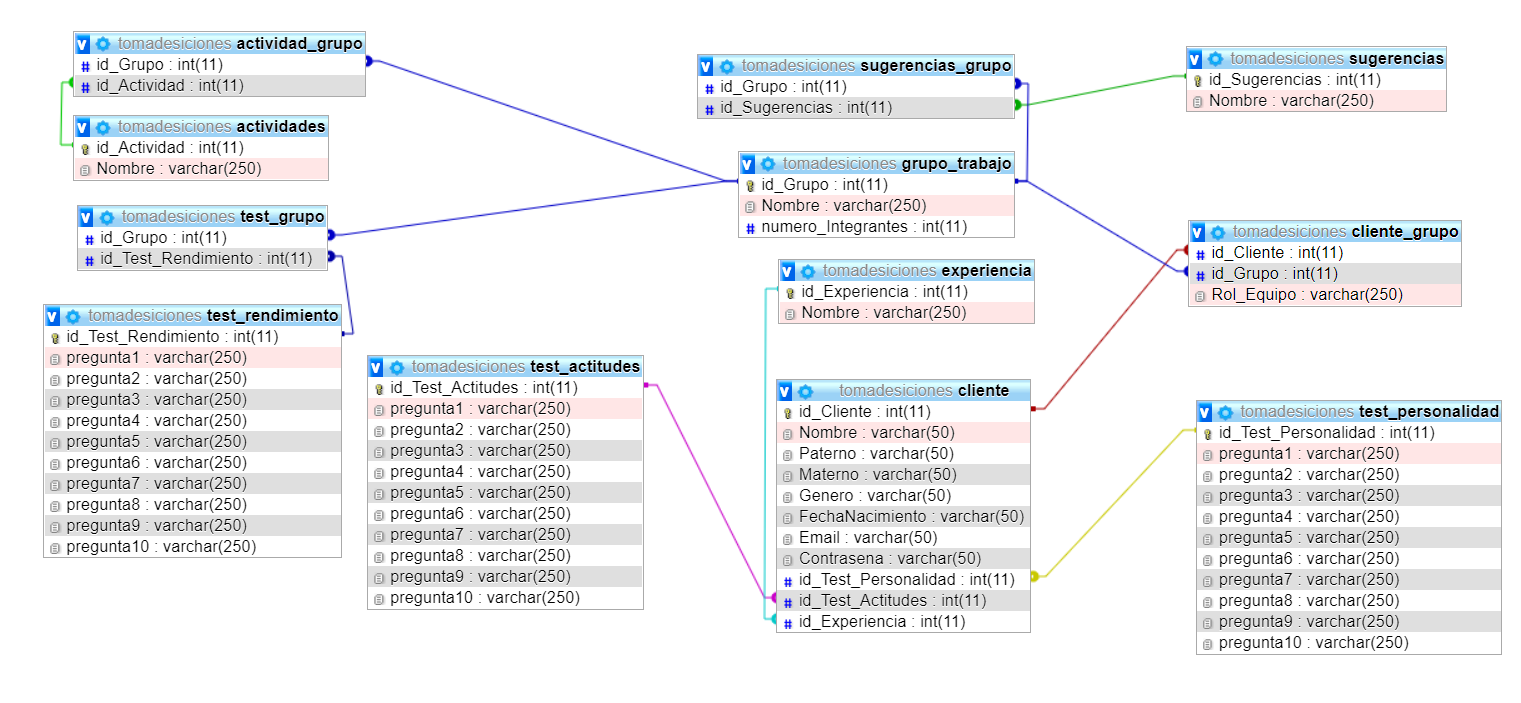 tomadesiciones actividad_grupo
id_Grupo : int(11)
id_Actividad : int(11)
tomadesiciones actividades
id_Actividad : int(11)
Nombre : varchar(250)
tomadesiciones test_grupo
id_Grupo : int(11)
id_Test_Rendimiento : int(11)
tomadesiciones test_rendimiento
id_Test_Rendimiento : int(11)
pregunta1 : varchar(250)
pregunta2 : varchar(250)
pregunta3 : varchar(250)
pregunta4 : varchar(250)
pregunta5 : varchar(250)
pregunta6 : varchar(250)
pregunta7 : varchar(250)
pregunta8 : varchar(250)
pregunta9 : varchar(250)
pregunta10 : varchar(250)
tomadesiciones test_actitudes
id_Test_Actitudes : int(11)
pregunta1 : varchar(250)
pregunta2 : varchar(250)
pregunta3 : varchar(250)
pregunta4 : varchar(250)
pregunta5 : varchar(250)
pregunta6 : varchar(250)
pregunta7 : varchar(250)
pregunta8 : varchar(250)
pregunta9 : varchar(250)
pregunta10 : varchar(250)
tomadesiciones sugerencias_grupo
id_Grupo : int(11)
id_Sugerencias : int(11)
tomadesiciones grupo_trabajo
id_Grupo : int(11)
Nombre : varchar(250)
numero_Integrantes : int(11)
tomadesiciones experiencia
id_Experiencia : int(11)
Nombre : varchar(250)
tomadesiciones cliente
id_Cliente : int(11)
Nombre : varchar(50)
Paterno : varchar(50)
Materno : varchar(50)
Genero : varchar(50)
FechaNacimiento : varchar(50)
Email : varchar(50)
Contrasena : varchar(50)
id_Test_Personalidad : int(11)
id_Test_Actitudes : int(11)
id_Experiencia : int(11)
tomadesiciones sugerencias
id_Sugerencias : int(11)
Nombre : varchar(250)
tomadesiciones cliente_grupo
id_Cliente : int(11)
id_Grupo : int(11)
Rol_Equipo : varchar(250)
tomadesiciones test_personalidad
id_Test_Personalidad : int(11)
pregunta1 : varchar(250)
pregunta2 : varchar(250)
pregunta3 : varchar(250)
pregunta4 : varchar(250)
pregunta5 : varchar(250)
pregunta6 : varchar(250)
pregunta7 : varchar(250)
pregunta8 : varchar(250)
pregunta9 : varchar(250)
pregunta10 : varchar(250)